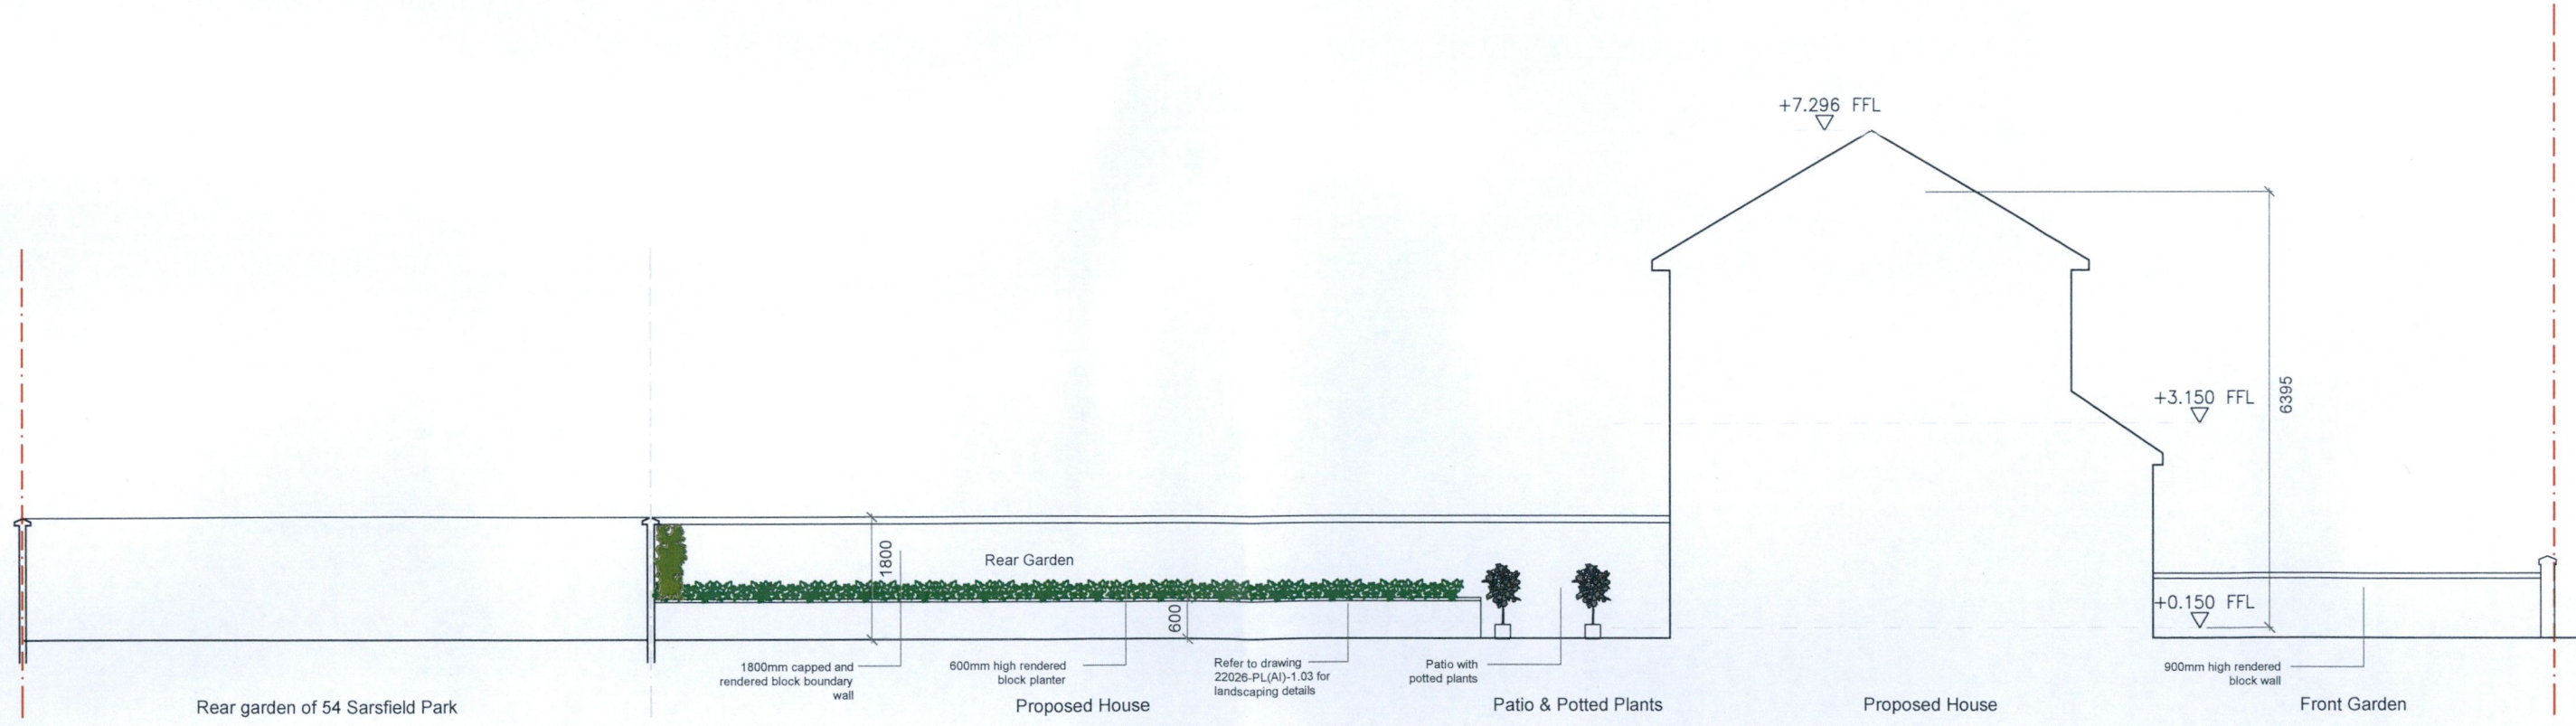 +7.296 FFL
+3.150 FFL
6395
Rear Garden
1800
600
+0.150 FFL
1800mm capped and
rendered block boundary
wall
600mm high rendered
block planter
Refer to drawing
22026-PL(AI)-1.03 for
landscaping details
Patio with
potted plants
900mm high rendered
block wall
Rear garden of 54 Sarsfield Park
Proposed House
Patio & Potted Plants
Proposed House
Front Garden